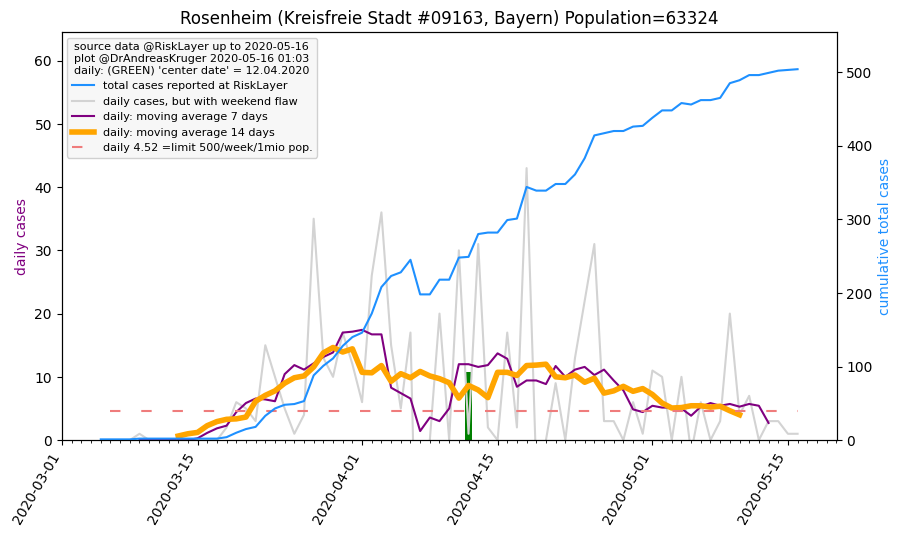 Rosenheim (Kreisfreie Stadt #09163, Bayern) Population=63324
source data @RiskLayer up to 2020-05-16
plot @DrAndreasKruger 2020-05-16 01:03
daily: (GREEN) 'center date' = 12.04.2020
total cases reported at RiskLayer
daily cases, but with weekend flaw
daily: moving average 7 days
daily: moving average 14 days
daily 4.52 =limit 500/week/1mio pop.
daily cases
60
50
40
30
20
10
0
cumulative total cases
500
400
300
200
100
0
2020-03-01
2020-03-15
2020-04-01
2020-04-15
2020-05-01
2020-05-15